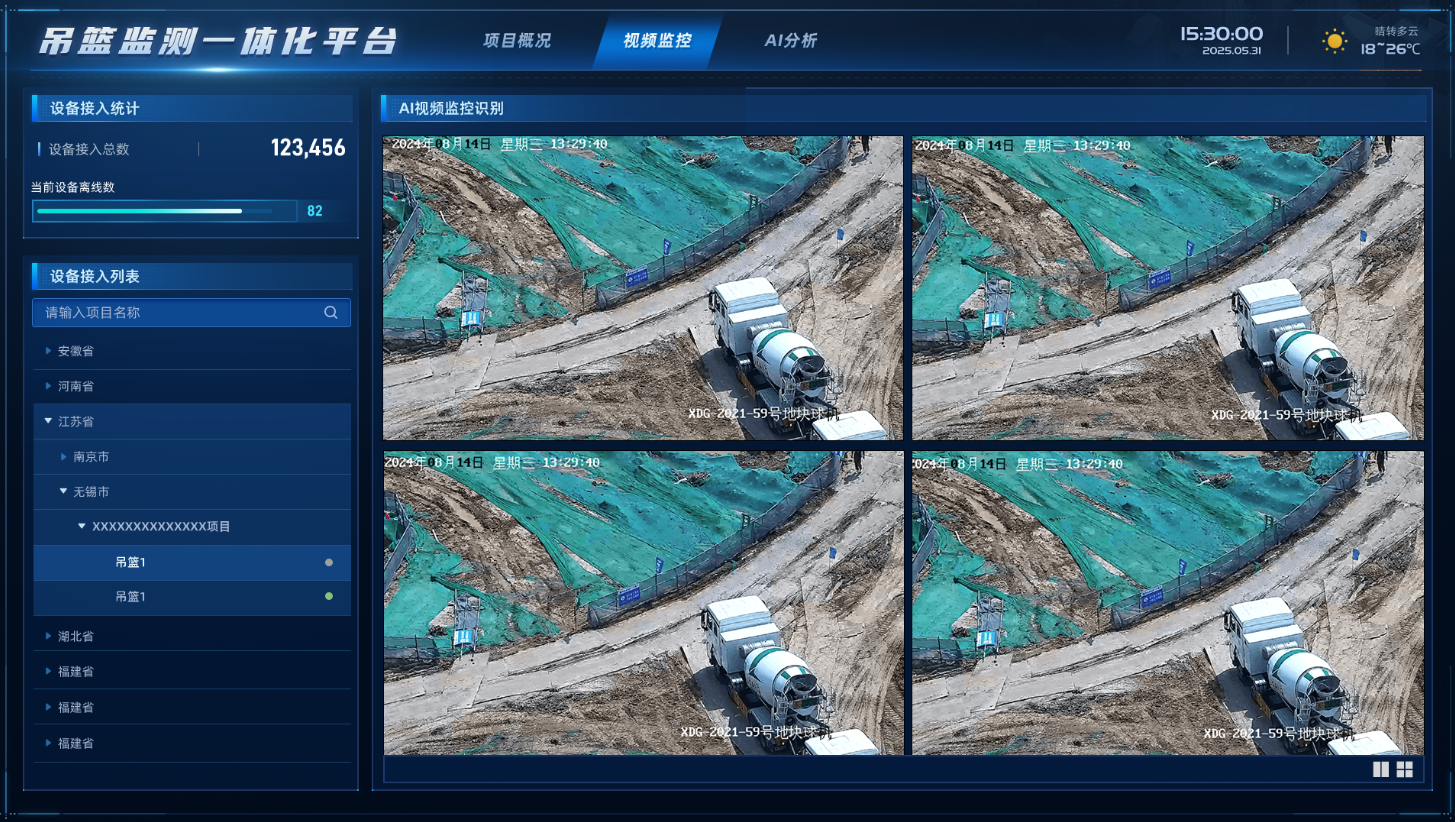 吊篮监测一体化平台
项目概况
视频监控
AI分析
15:30:00
2025.05.31
晴转多云
18~26℃
设备接入统计
设备接入总数
123,456
当前设备离线数
82
设备接入列表
请输入项目名称
安徽省
河南省
江苏省
南京市
无锡市
XXXXXXXXXXXXXX项目
吊篮1
吊篮1
湖北省
福建省
福建省
福建省
AI视频监控识别
2024年08月14日 星期三 13:29:40
XDG-2021-59号地块球机
2024年08月14日 星期三 13:29:40
XDG-2021-59号地块球机
2024年08月14日 星期三 13:29:40
XDG-2021-59号地块球机
2024年08月14日 星期三 13:29:40
XDG-2021-59号地块球机